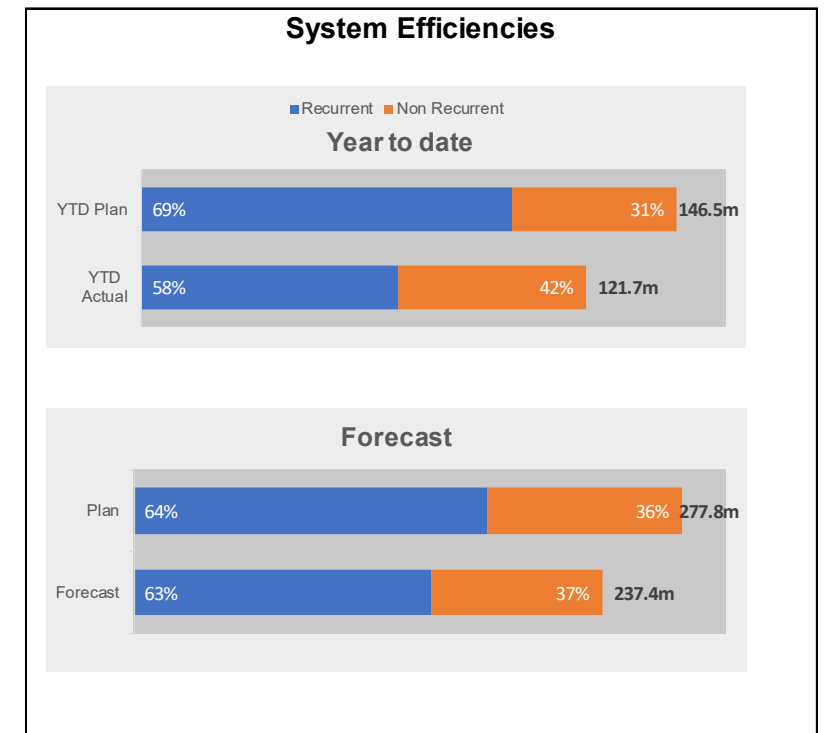 System Efficiencies
Recurrent Non Recurrent
Year to date
YTD Plan 69% 31% 146.5m
YTD
Actual 58% 42% 121.7m
Forecast
Plan 64% 36% 277.8m
Forecast 63% 37% 237.4m